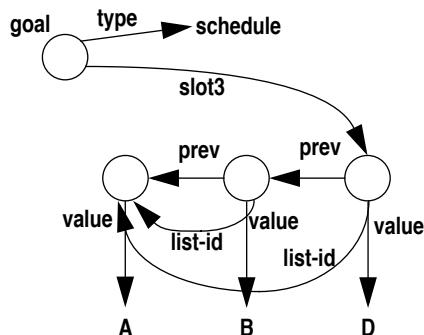 goal
type
schedule
slot3
prev
prev
value
value
value
list-id
list-id
A
B
D